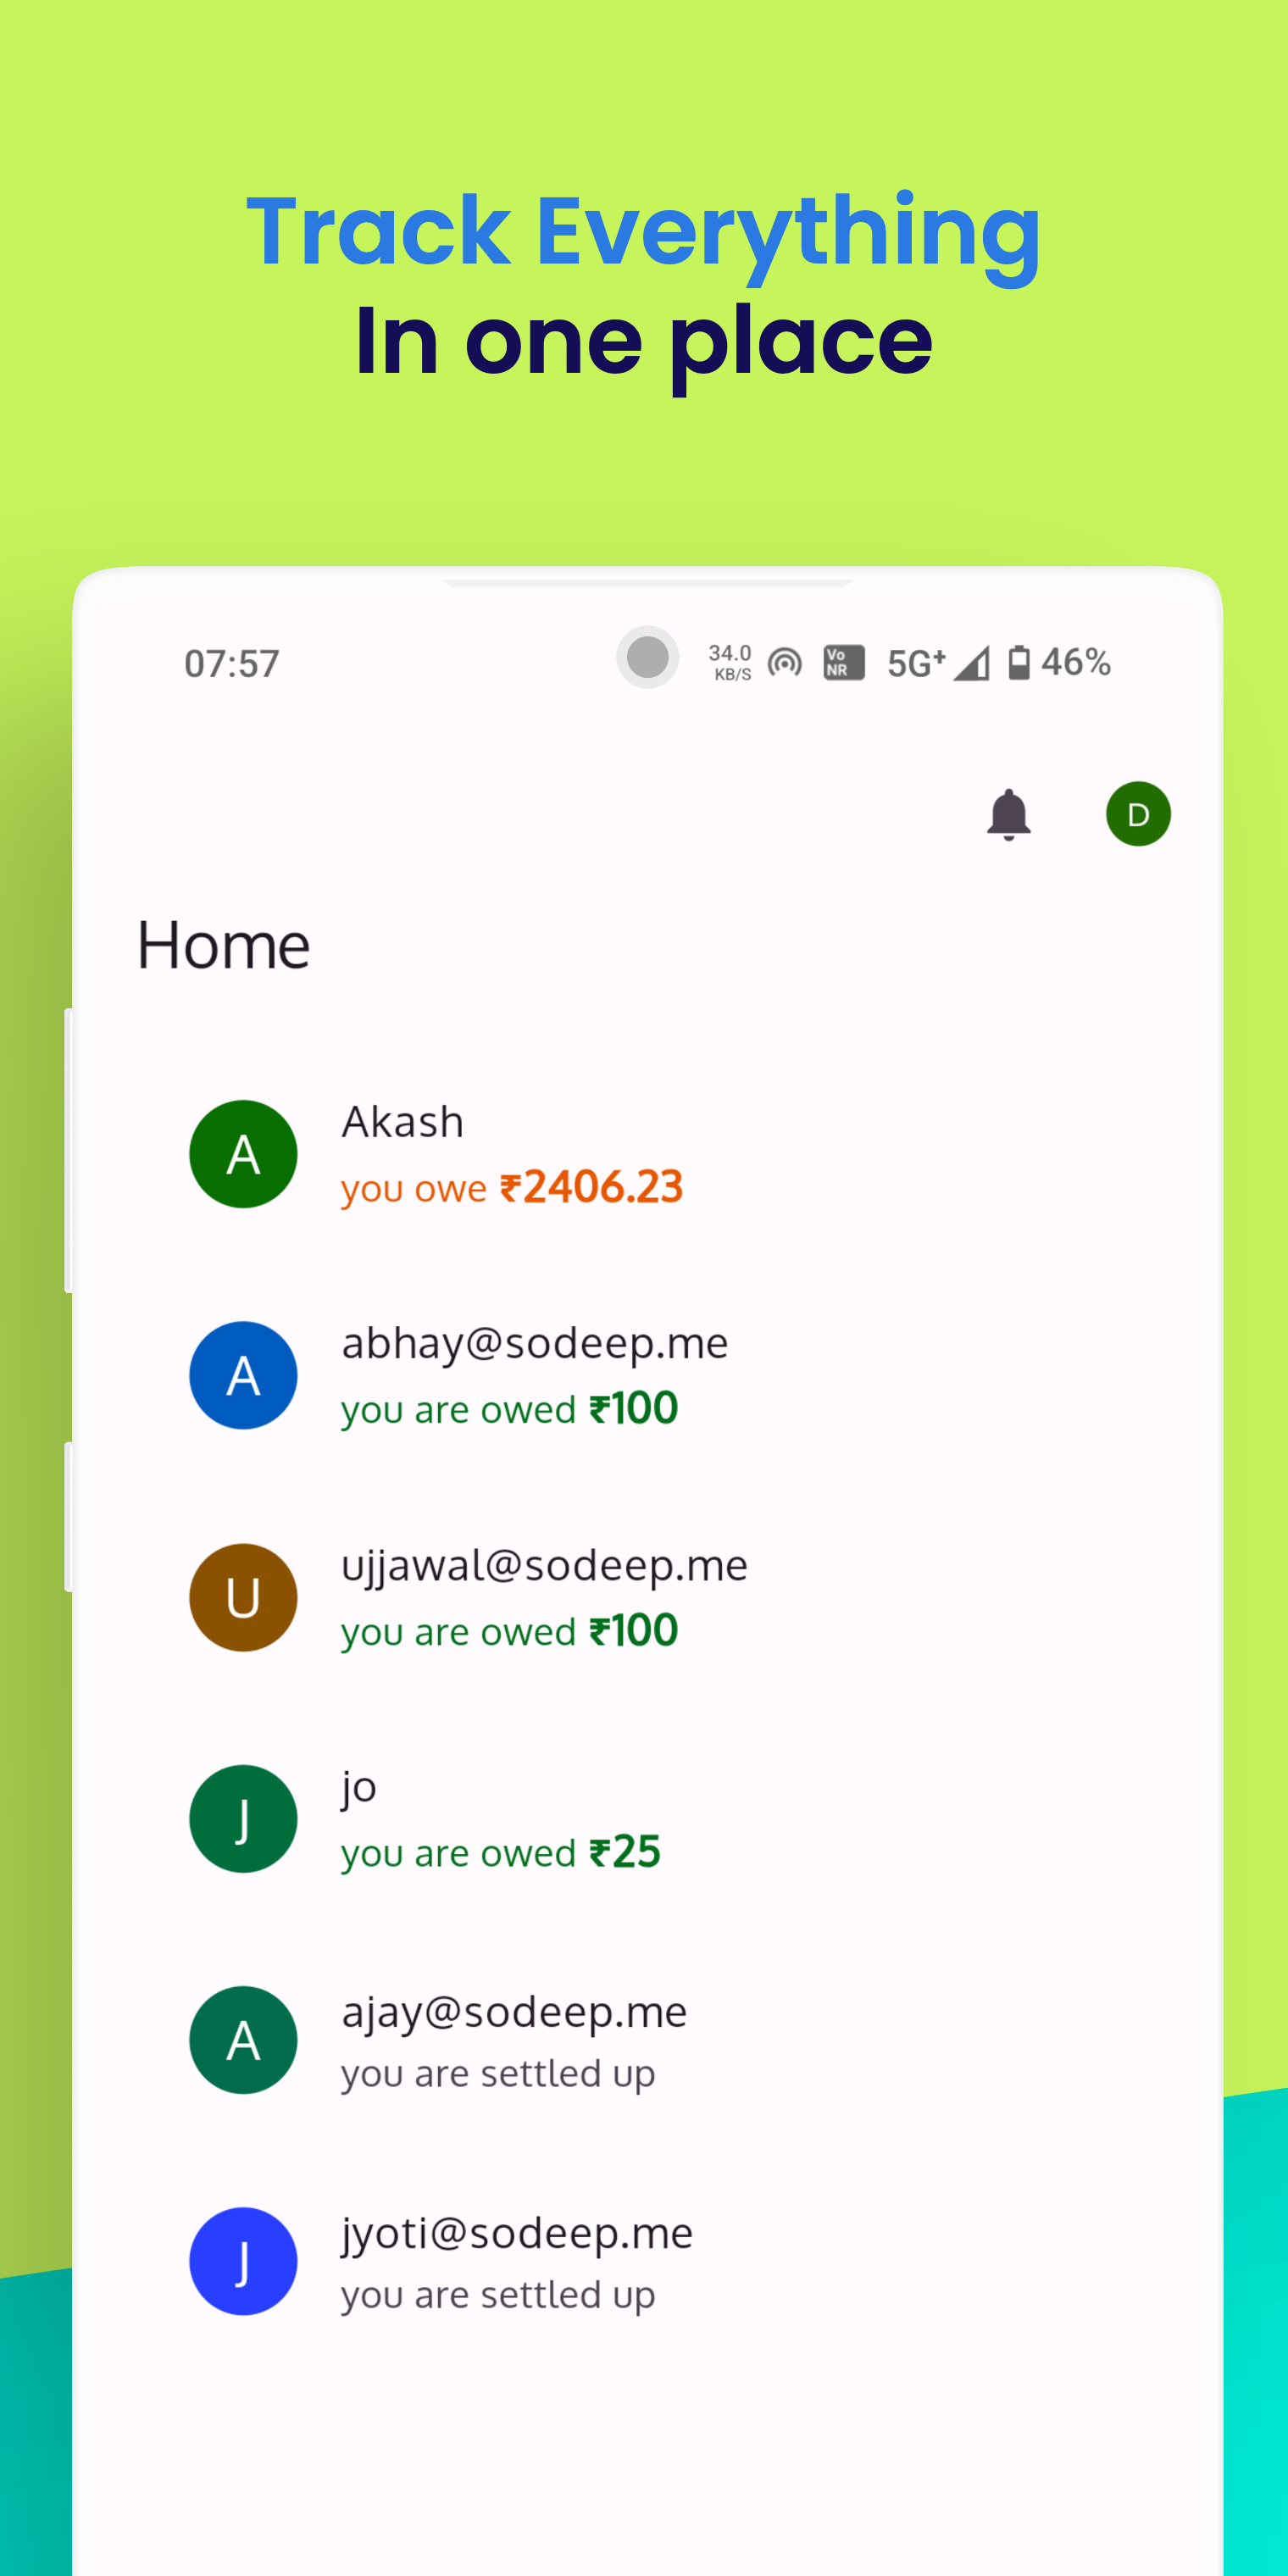 Track Everything
In one place
07:57
34.0
KB/S
Vo
NR
5G+
46%
D
Home
A
Akash
you owe ₹2406.23
A
abhay@sodeep.me
you are owed ₹100
U
ujjawal@sodeep.me
you are owed ₹100
J
jo
you are owed ₹25
A
ajay@sodeep.me
you are settled up
J
jyoti@sodeep.me
you are settled up